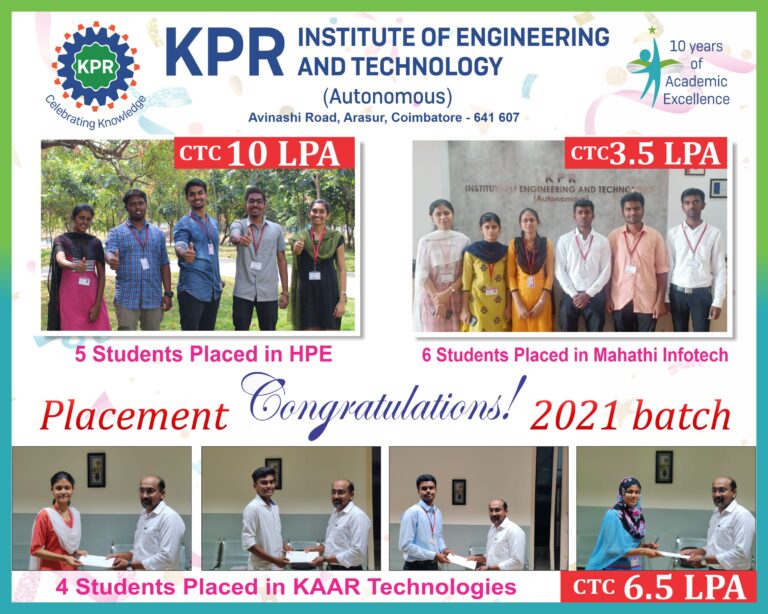 KPR
Celebrating Knowledge
KPR INSTITUTE OF ENGINEERING
AND TECHNOLOGY
(Autonomous)
Avinashi Road, Arasur, Coimbatore - 641 607
10 years
of
Academic
Excellence
CTC 10 LPA
CTC 3.5 LPA
KPR
INSTITUTE OF ENGINEERING AND TECHNOLOGY
(Autonomous)
5 Students Placed in HPE
6 Students Placed in Mahathi Infotech
Placement Congratulations! 2021 batch
4 Students Placed in KAAR Technologies
CTC 6.5 LPA